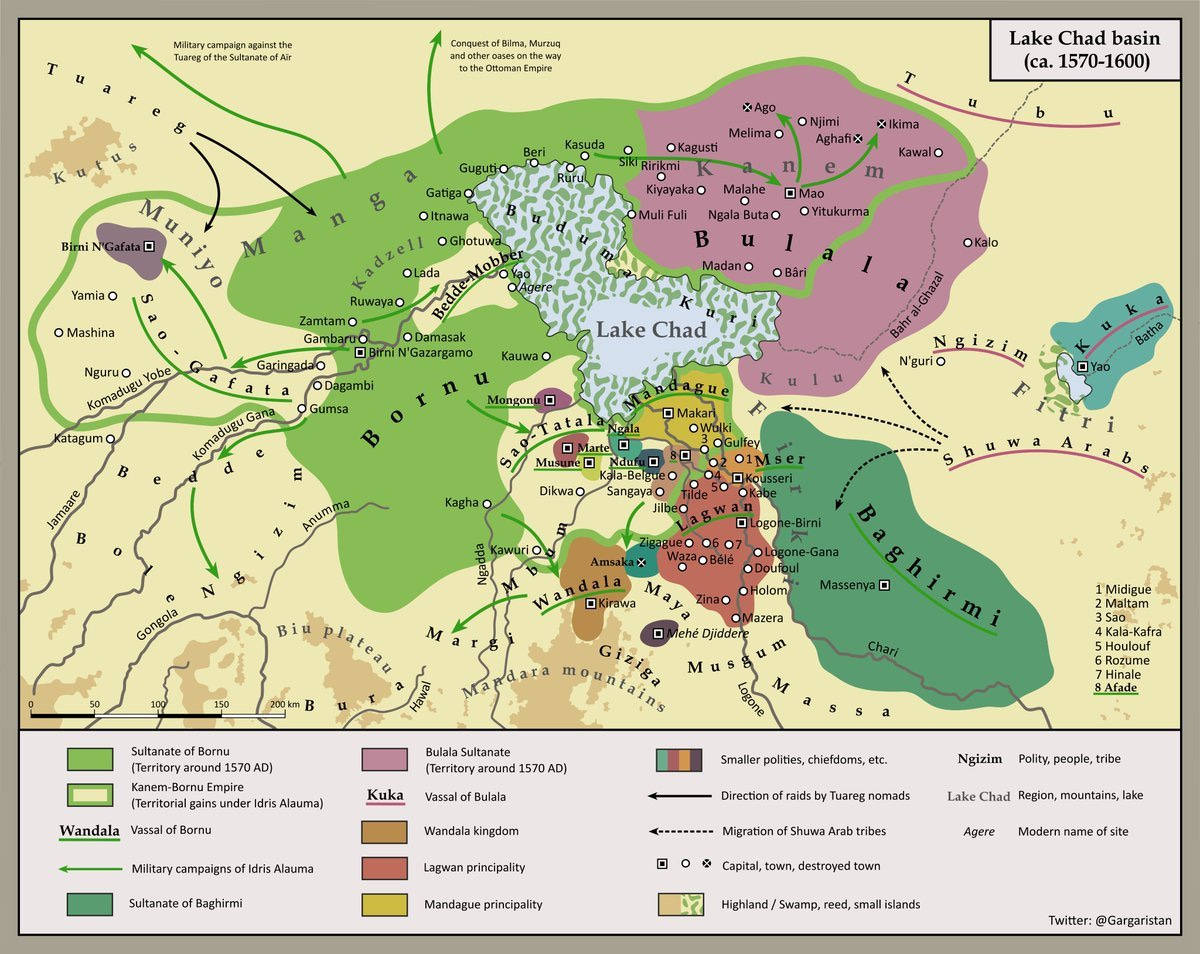 Lake Chad basin
(ca. 1570-1600)
Military campaign against the
Tuareg of the Sultanate of Aïr
Conquest of Bilma, Murzuq
and other oases on the way
to the Ottoman Empire
Tuareg
Tubu
Kutus
Muniyo
Manga
Kadzell
Birni N'Gafata
Yamia
Mashina
Nguru
Komadugu Yobe
Katagum
Sao-Gafata
Garingada
Dagambi
Gumsa
Komadugu Gana
Bedde
Ngizim
Bole
Jamaare
Gongola
Anumma
Beri
Kasuda
Guguti
Ruru
Gatiga
Itnawa
Ghotuwa
Lada
Ruwaya
Zamtam
Gambaru
Birni N'Gazargamo
Damasak
Bedde-Mobber
Yao
Agere
Kauwa
Bornu
Buduma
Kuri
Lake Chad
Siki
Ririkmi
Kagusti
Kiyayaka
Muli Fuli
Ago
Melima
Njimi
Aghafi
Ikima
Kawal
Kanem
Malahe
Mao
Ngala Buta
Yitukurma
Bulala
Madan
Bâri
Kalo
Bahr al-Ghazal
Kulu
N'guri
Ngizim
Kuka
Batha
Yao
Fitri
Shuwa Arabs
Mongonu
Mandague
Makari
Wulki
Sao-Tatala
Ngala
Marte
Musune
Ndufu
3
Gulfey
8
2
1
Mser
Kala-Belgue
4
Kousseri
Dikwa
Sangaya
Tilde
5
Kabe
Jilbe
Lagwan
Logone-Birni
Kagha
Kawuri
Ngadda
Mbum
Zigague
6
7
Waza
Bélé
Logone-Gana
Doufoul
Amsaka
Wandala
Kirawa
Maya
Zina
Holom
Mazera
Mehé Djiddere
Margi
Giziga
Musgum
Massa
Biu plateau
Bura
Hawal
Mandara mountains
Logone
Firki
Baghirmi
Massenya
Chari
1 Midigue
2 Maltam
3 Sao
4 Kala-Kafra
5 Houlouf
6 Rozume
7 Hinale
8 Afade
0 50 100 150 200 km
Sultanate of Bornu
(Territory around 1570 AD)
Kanem-Bornu Empire
(Territorial gains under Idris Alauma)
Wandala Vassal of Bornu
Military campaigns of Idris Alauma
Sultanate of Baghirmi
Bulala Sultanate
(Territory around 1570 AD)
Kuka Vassal of Bulala
Wandala kingdom
Lagwan principality
Mandague principality
Smaller polities, chiefdoms, etc.
Direction of raids by Tuareg nomads
Migration of Shuwa Arab tribes
Capital, town, destroyed town
Highland / Swamp, reed, small islands
Ngizim Polity, people, tribe
Lake Chad Region, mountains, lake
Agere Modern name of site
Twitter: @Gargaristan